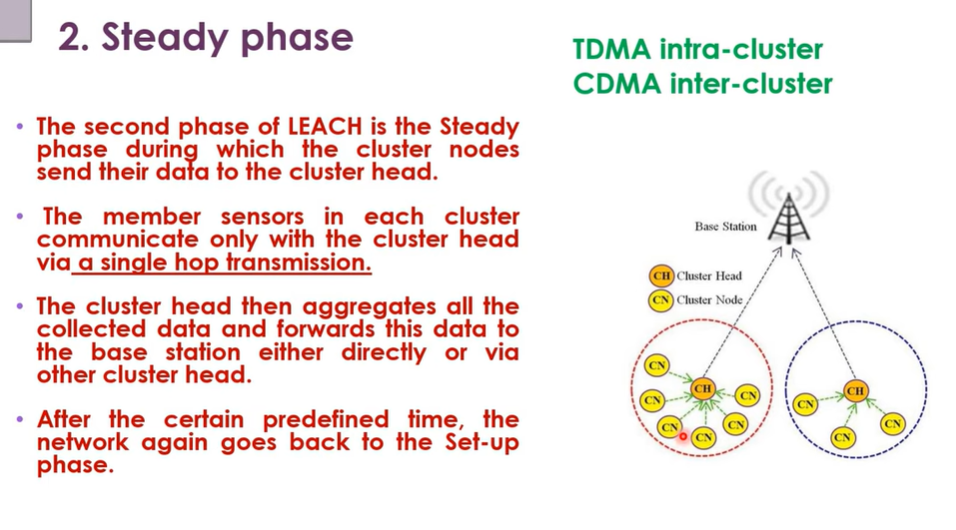 2. Steady phase
TDMA intra-cluster
CDMA inter-cluster
• The second phase of LEACH is the Steady
phase during which the cluster nodes
send their data to the cluster head.
• The member sensors in each cluster
communicate only with the cluster head
via a single hop transmission.
• The cluster head then aggregates all the
collected data and forwards this data to
the base station either directly or via
other cluster head.
• After the certain predefined time, the
network again goes back to the Set-up
phase.
Base Station
CH Cluster Head
CN Cluster Node
CN
CH
CN
CN
CN
CN
CN
CH
CN
CN
CN